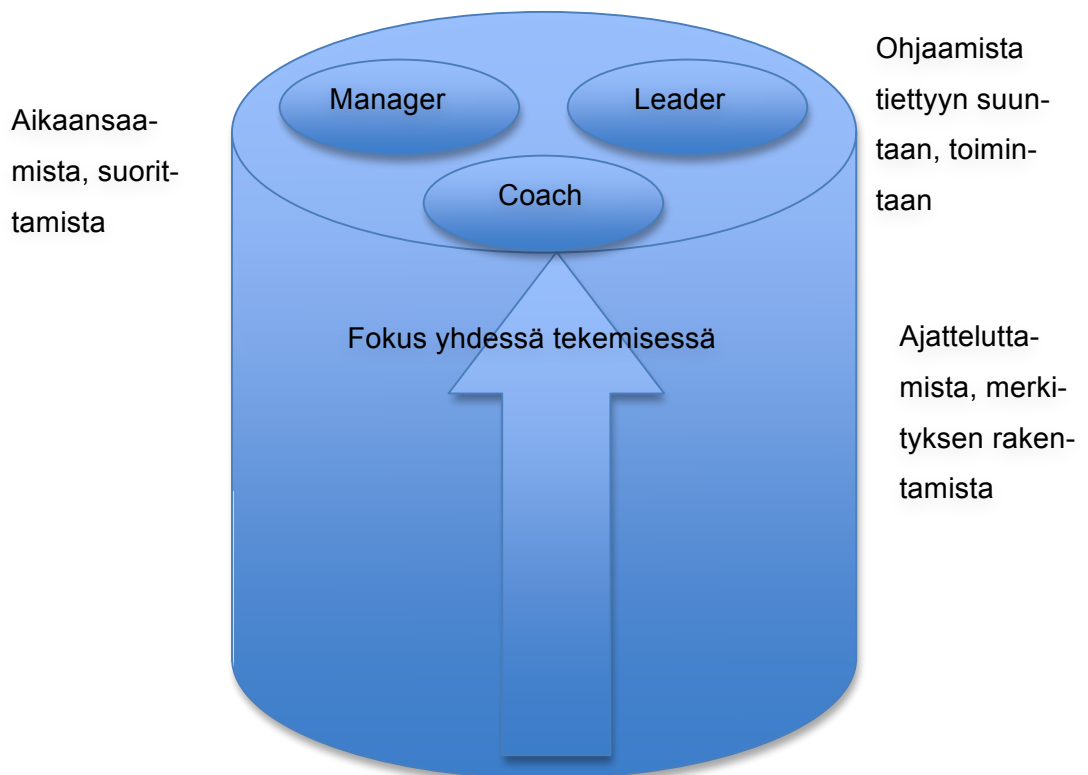 Aikaansaa-
mista, suorit-
tamista
Manager
Leader
Coach
Ohjaamista
tiettyyn suun-
taan, toimin-
taan
Fokus yhdessä tekemisessä
Ajattelutta-
mista, merki-
tyksen raken-
tamista